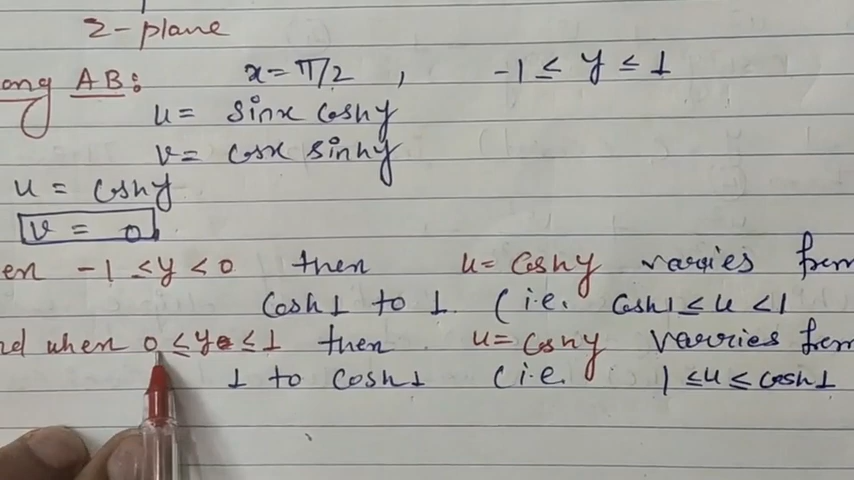 z-plane
ong AB: x = π/2 , -1 ≤ y ≤ 1
u = sinx coshy
v = cosx sinhy
u = coshy
v = 0
en -1 ≤ y < 0 then u = coshy varries from
cosh1 to 1. (i.e. cosh1 ≤ u < 1
nd when 0 ≤ y ≤ 1 then u = coshy varries from
1 to cosh1 (i.e. 1 ≤ u ≤ cosh1